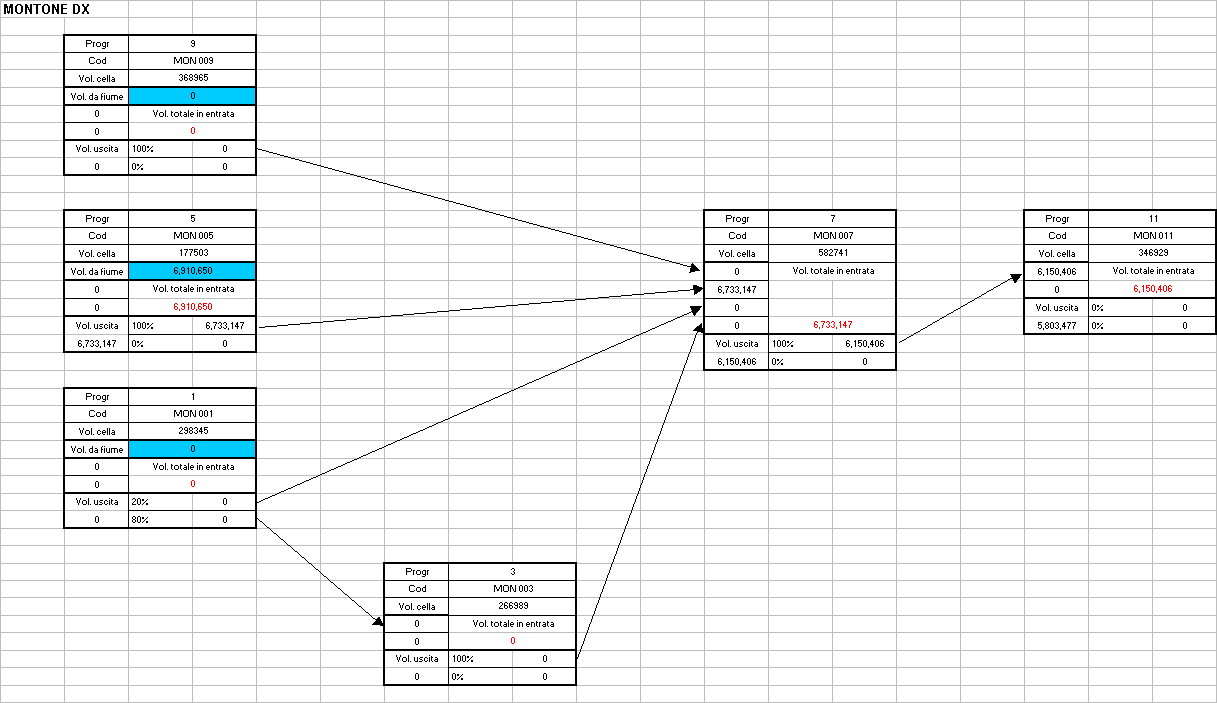 MONTONE DX
Progr 9
Cod MON 009
Vol. cella 368965
Vol. da fiume 0
0 Vol. totale in entrata
0 0
Vol. uscita 100% 0
0 0% 0
Progr 5
Cod MON 005
Vol. cella 177503
Vol. da fiume 6,910,650
0 Vol. totale in entrata
0 6,910,650
Vol. uscita 100% 6,733,147
6,733,147 0% 0
Progr 7
Cod MON 007
Vol. cella 582741
0 Vol. totale in entrata
6,733,147
0
0 6,733,147
Vol. uscita 100% 6,150,406
6,150,406 0% 0
Progr 11
Cod MON 011
Vol. cella 346929
6,150,406 Vol. totale in entrata
0 6,150,406
Vol. uscita 0% 0
5,803,477 0% 0
Progr 1
Cod MON 001
Vol. cella 298345
Vol. da fiume 0
0 Vol. totale in entrata
0 0
Vol. uscita 20% 0
0 80% 0
Progr 3
Cod MON 003
Vol. cella 266989
0 Vol. totale in entrata
0 0
Vol. uscita 100% 0
0 0% 0